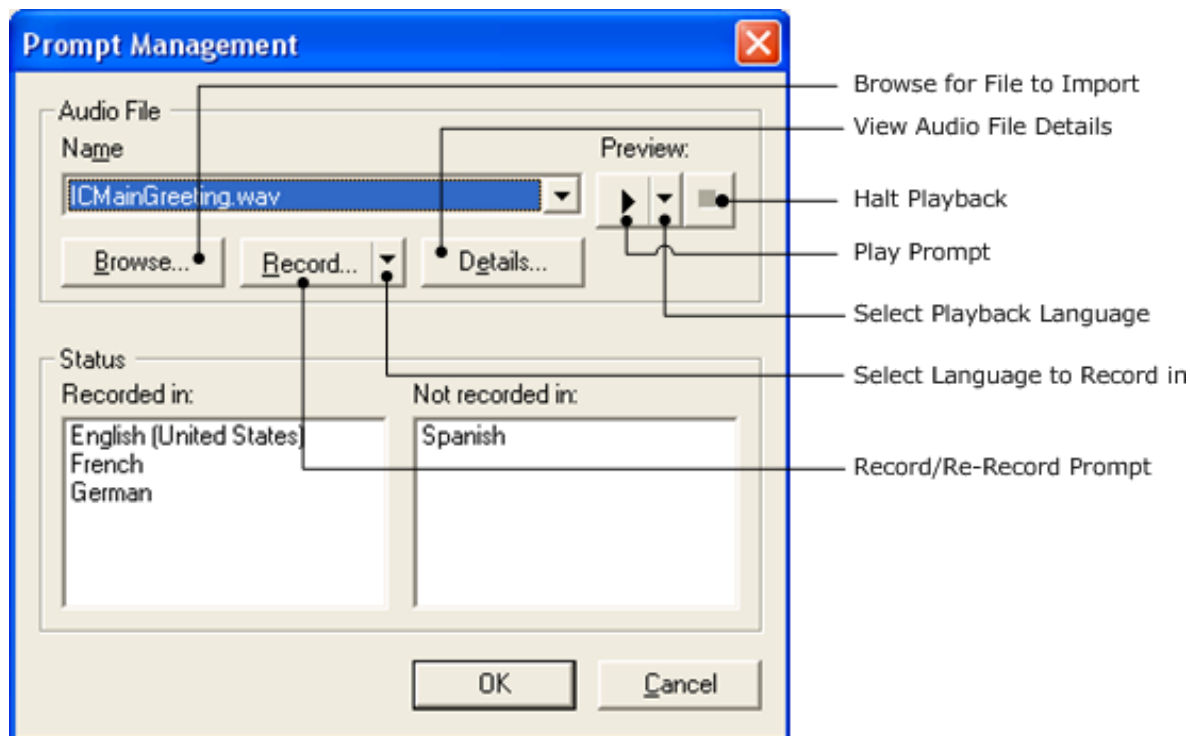 Prompt Management
Audio File
Name
Preview:
ICMainGreeting.wav
Browse...
Record...
Details...
Status
Recorded in:
Not recorded in:
English (United States)
French
German
Spanish
OK
Cancel
Browse for File to Import
View Audio File Details
Halt Playback
Play Prompt
Select Playback Language
Select Language to Record in
Record/Re-Record Prompt